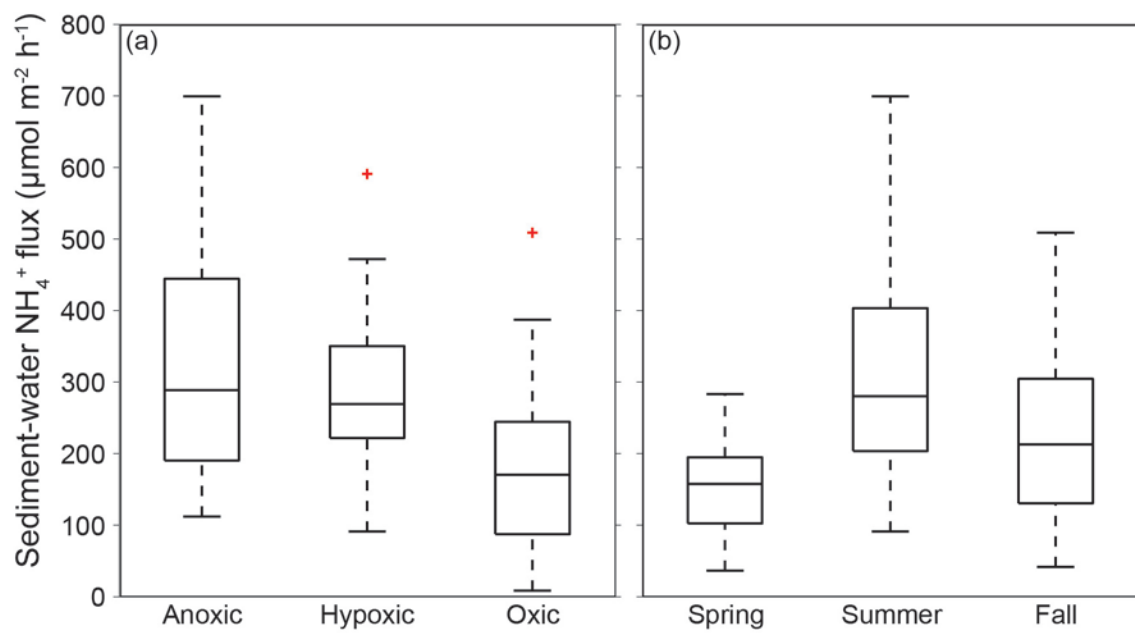 Sediment-water NH₄⁺ flux (µmol m⁻² h⁻¹)
800
700
600
500
400
300
200
100
0
(a)
(b)
Anoxic Hypoxic Oxic
Spring Summer Fall